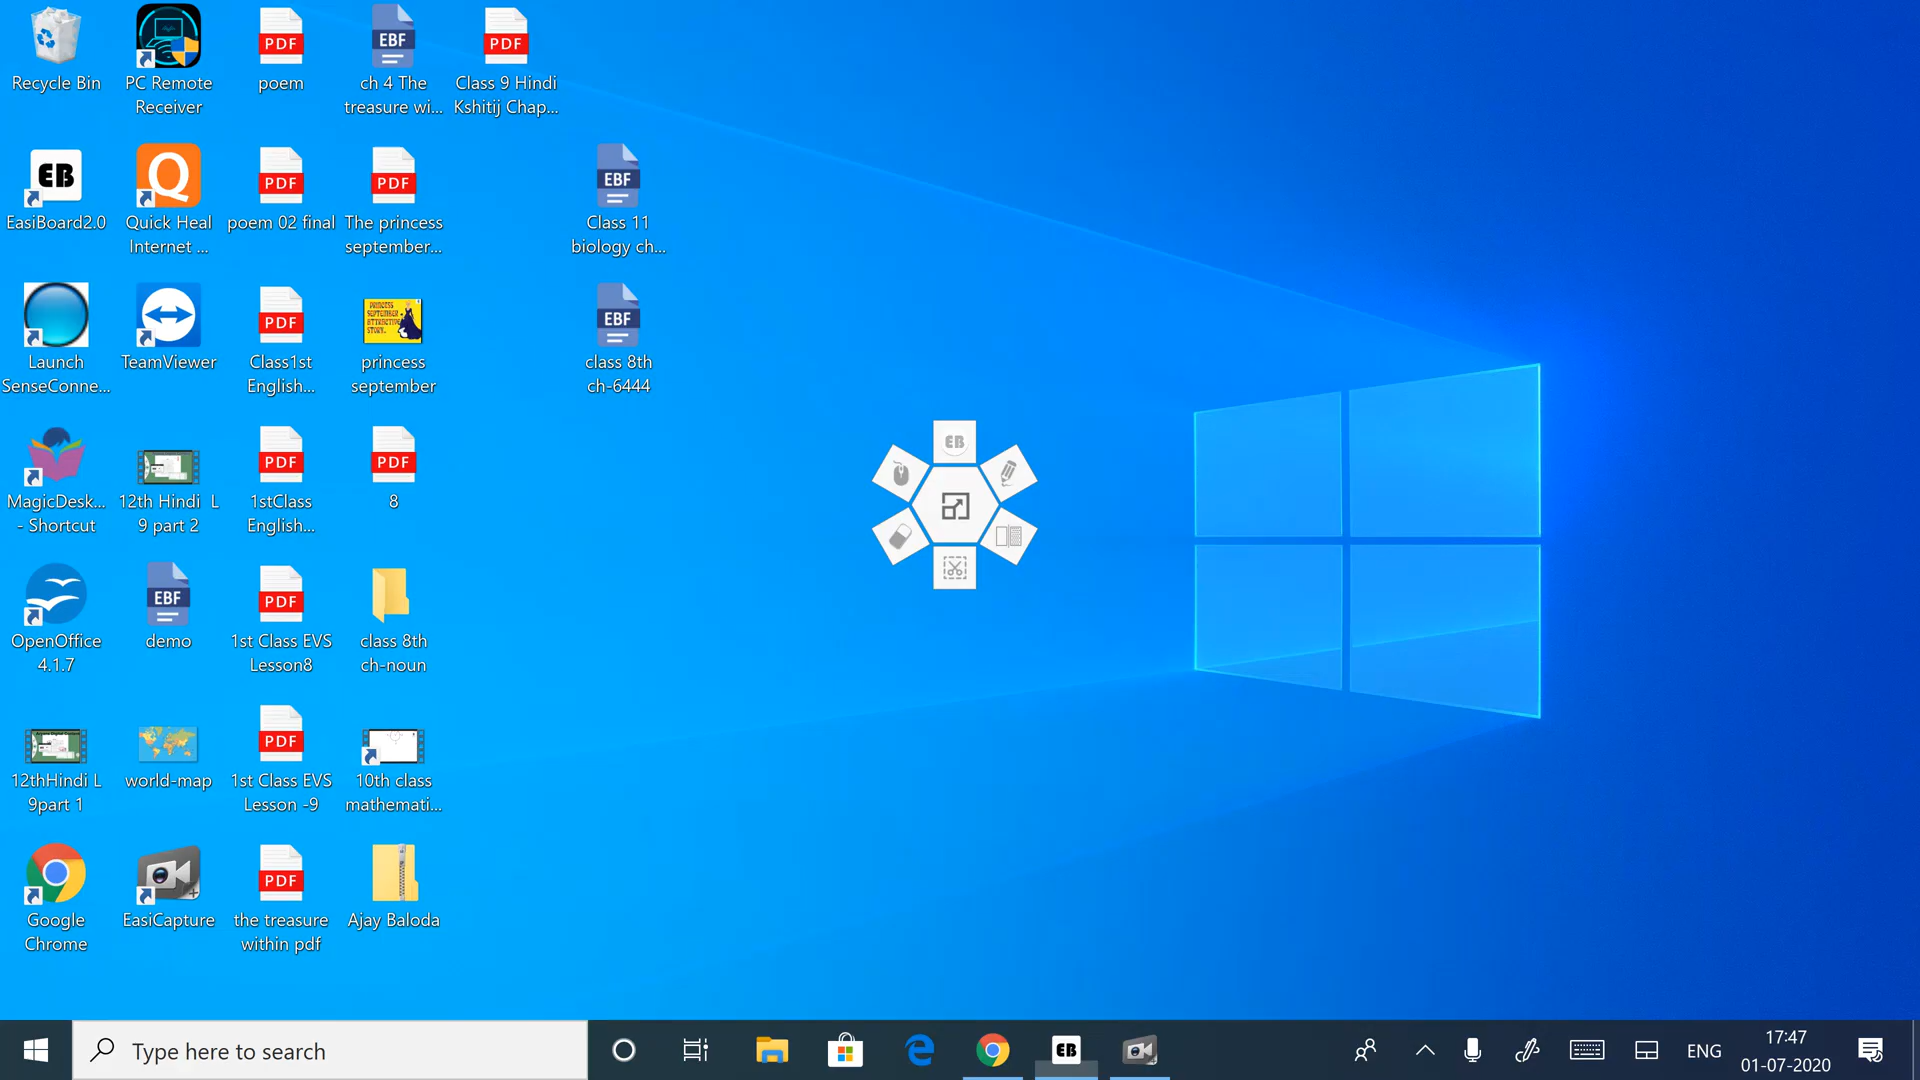 Recycle Bin
PC Remote
Receiver
PDF
poem
EBF
ch 4 The
treasure wi...
PDF
Class 9 Hindi
Kshitij Chap...
EB
EasiBoard2.0
Q
Quick Heal
Internet ...
PDF
poem 02 final
PDF
The princess
september...
EBF
Class 11
biology ch...
Launch
SenseConne...
TeamViewer
PDF
Class1st
English...
PRINCESS
SEPTEMBER
ATTRACTIVE
STORY.
princess
september
EBF
class 8th
ch-6444
MagicDesk...
- Shortcut
12th Hindi L
9 part 2
PDF
1stClass
English...
PDF
8
EB
OpenOffice
4.1.7
EBF
demo
PDF
1st Class EVS
Lesson8
class 8th
ch-noun
12thHindi L
9part 1
world-map
PDF
1st Class EVS
Lesson -9
10th class
mathemati...
Google
Chrome
EasiCapture
PDF
the treasure
within pdf
Ajay Baloda
Type here to search
EB
ENG
17:47
01-07-2020